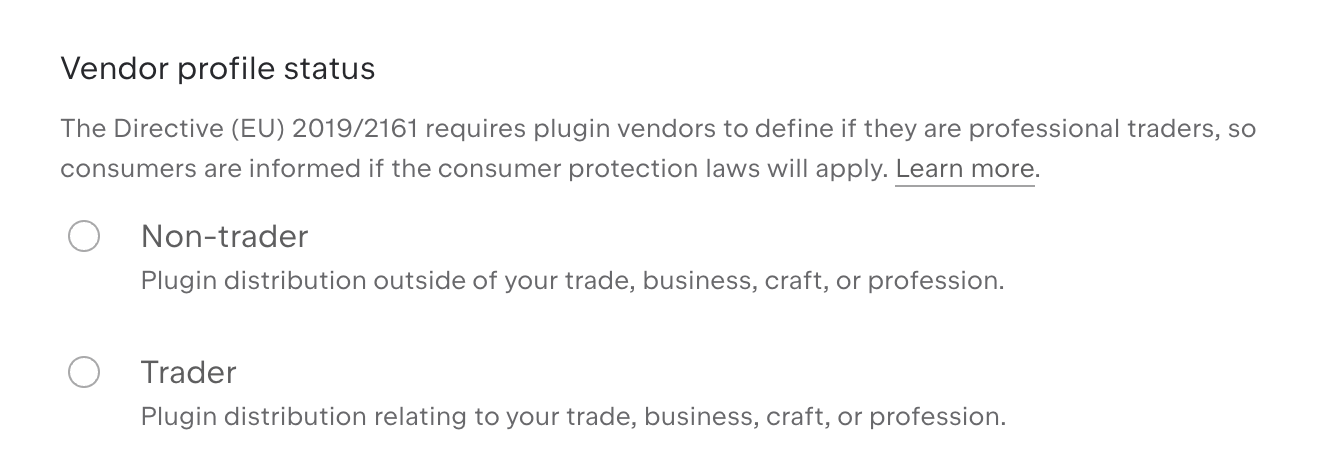 Vendor profile status
The Directive (EU) 2019/2161 requires plugin vendors to define if they are professional traders, so
consumers are informed if the consumer protection laws will apply. Learn more.
Non-trader
Plugin distribution outside of your trade, business, craft, or profession.
Trader
Plugin distribution relating to your trade, business, craft, or profession.